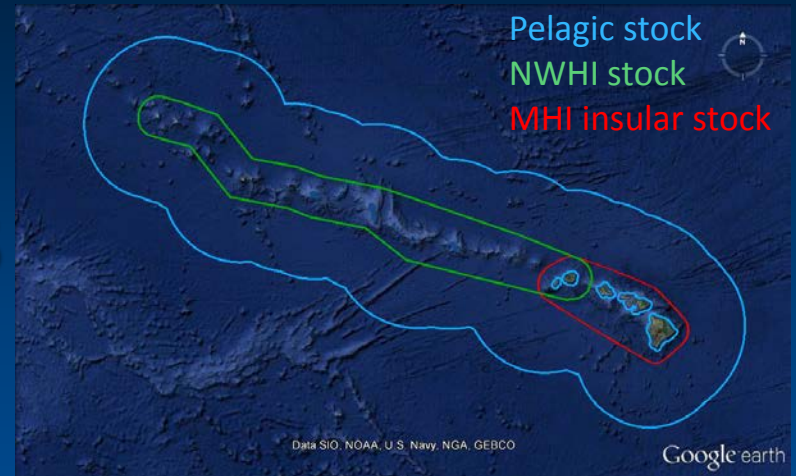 Pelagic stock
NWHI stock
MHI insular stock
N
Data SIO, NOAA, U.S. Navy, NGA, GEBCO
Google earth